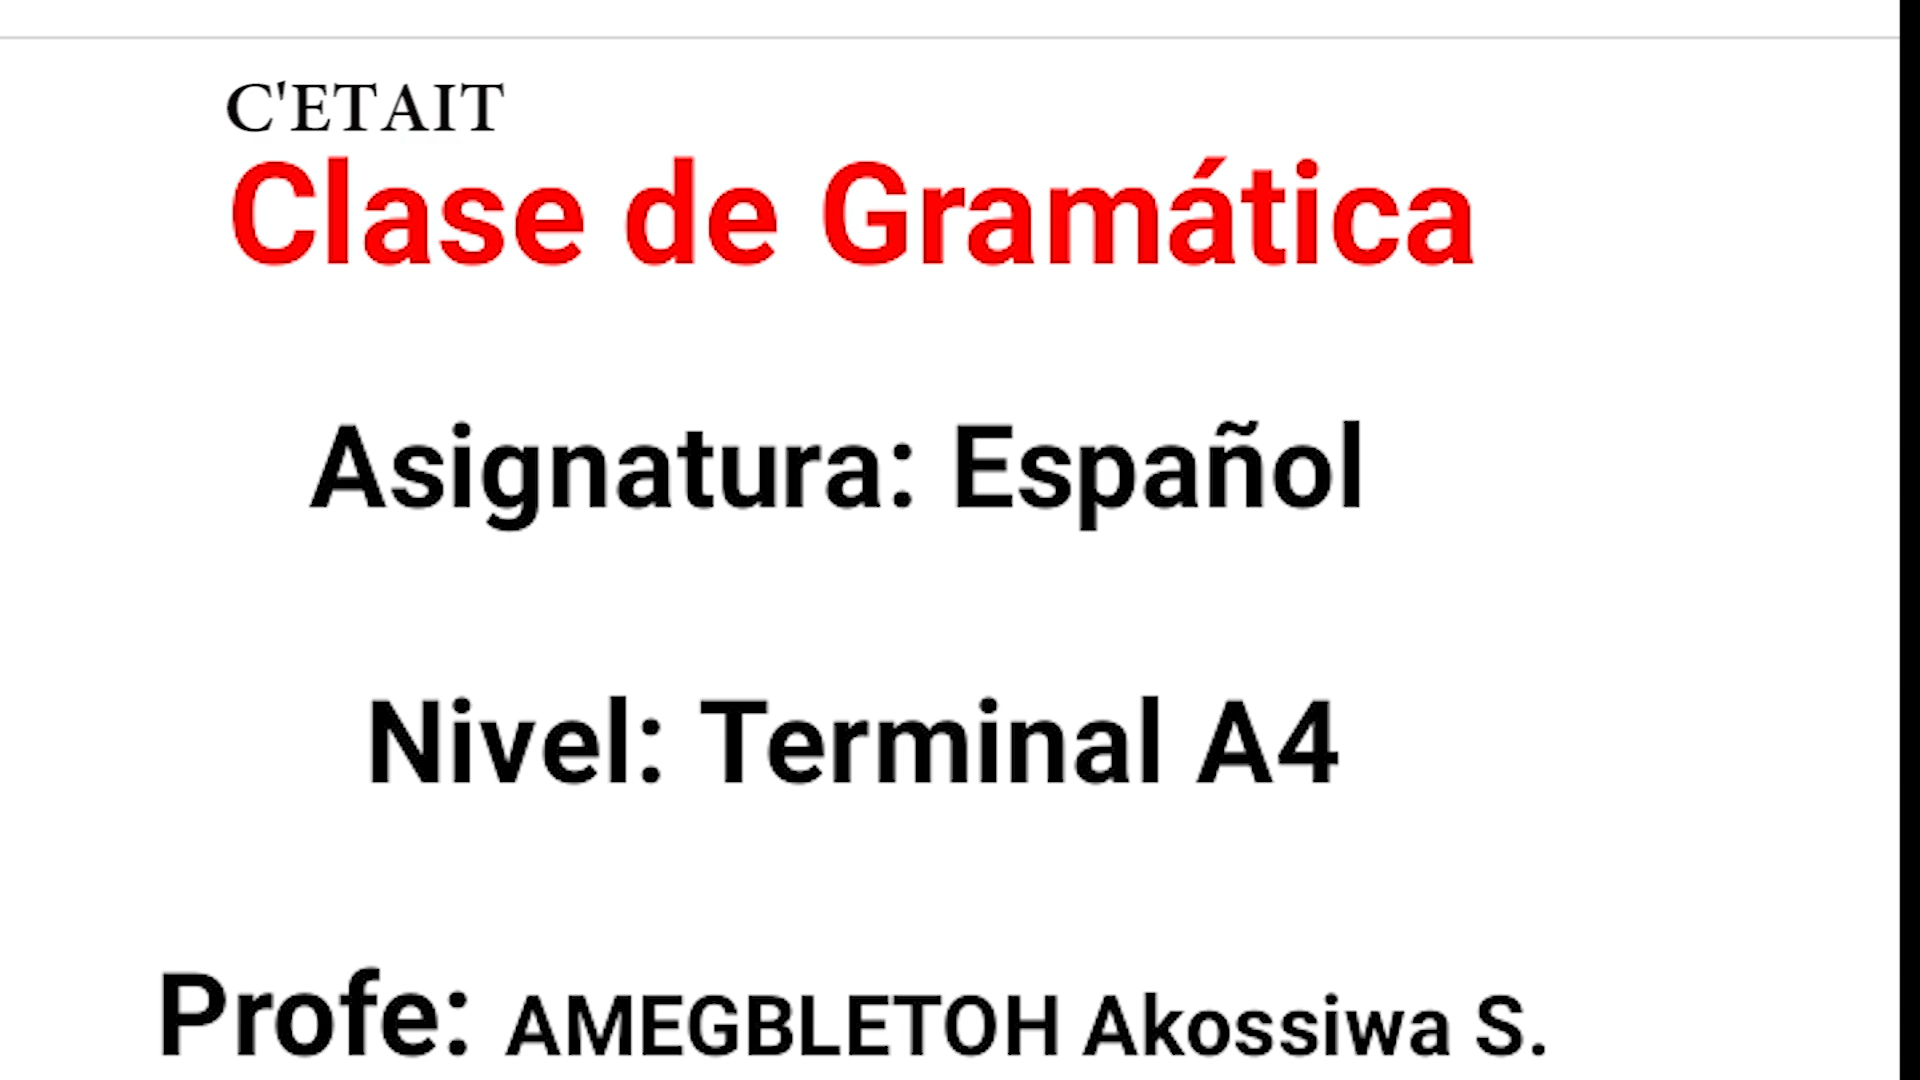 C'ETAIT
Clase de Gramática
Asignatura: Español
Nivel: Terminal A4
Profe: AMEGBLETOH Akossiwa S.